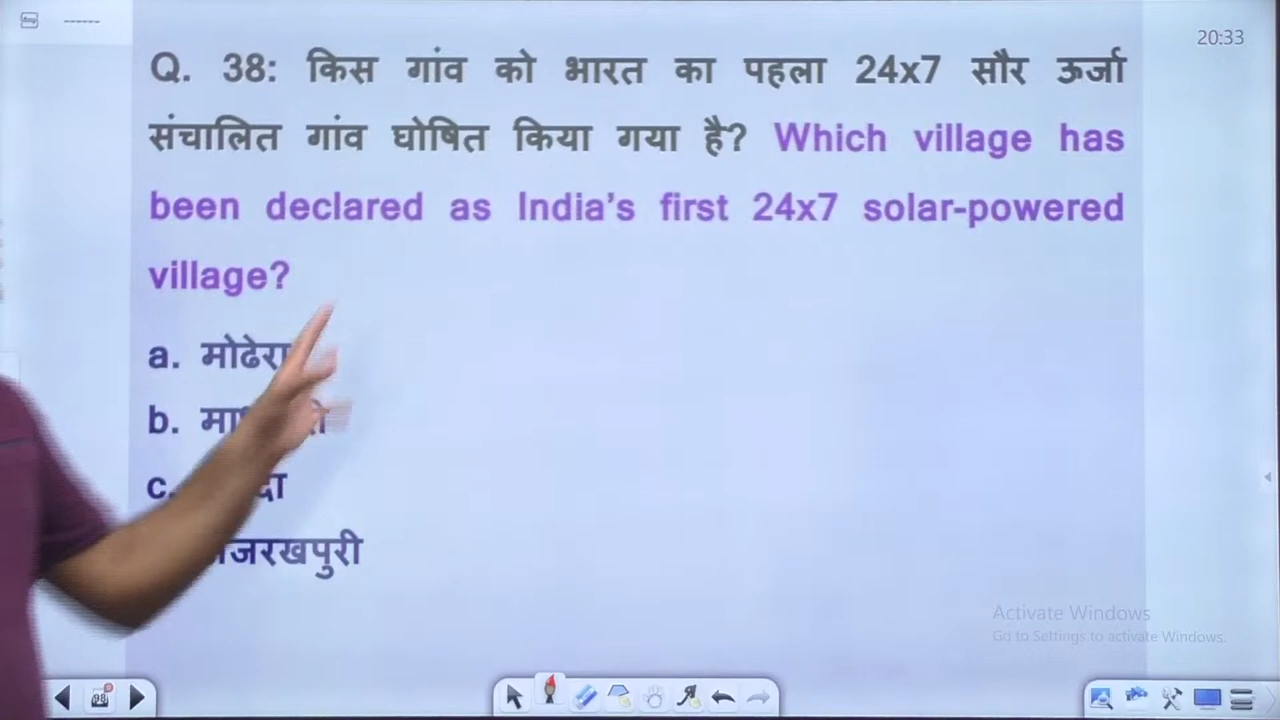 20:33
Q. 38: किस गांव को भारत का पहला 24x7 सौर ऊर्जा
संचालित गांव घोषित किया गया है? Which village has
been declared as India's first 24x7 solar-powered
village?
a. मोढेरा
b.
c.
Activate Windows
Go to Settings to activate Windows.
98